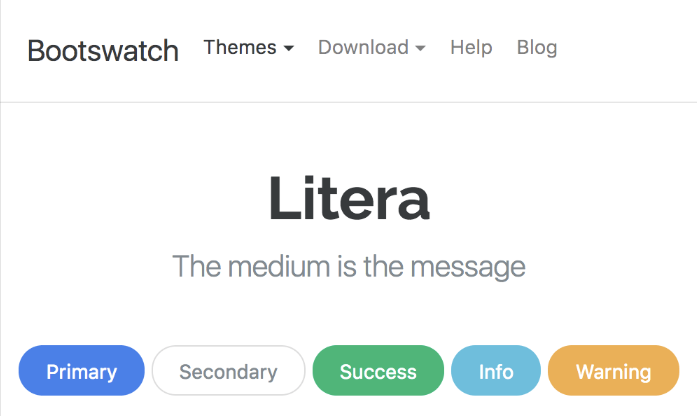 Bootswatch Themes Download Help Blog
Litera
The medium is the message
Primary Secondary Success Info Warning